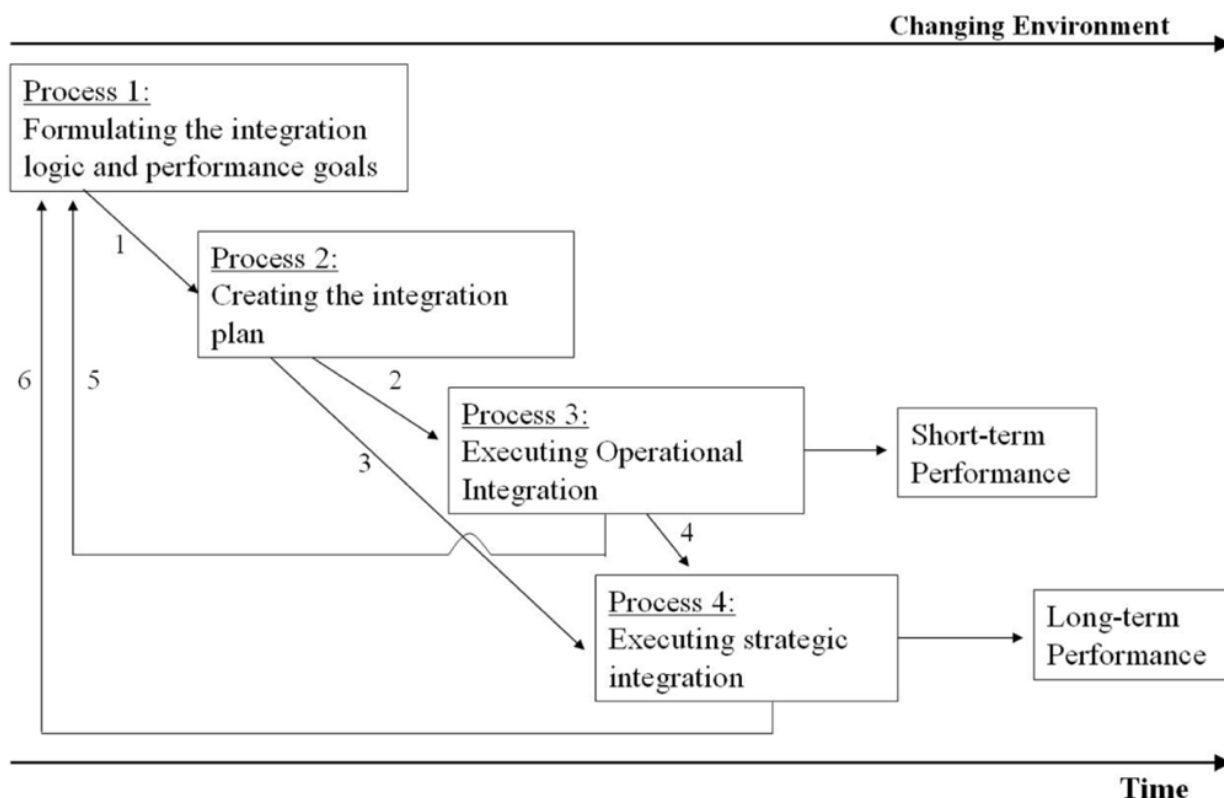 Changing Environment
Process 1:
Formulating the integration
logic and performance goals
1
Process 2:
Creating the integration
plan
6
5
2
3
Process 3:
Executing Operational
Integration
Short-term
Performance
4
Process 4:
Executing strategic
integration
Long-term
Performance
Time